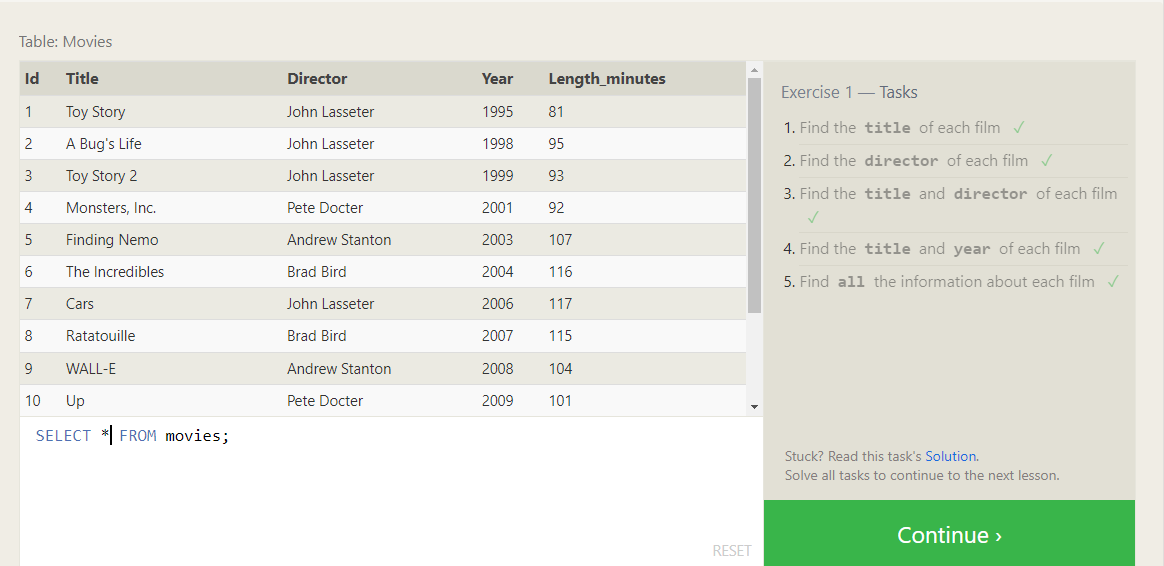 Table: Movies
Id Title Director Year Length_minutes
1 Toy Story John Lasseter 1995 81
2 A Bug's Life John Lasseter 1998 95
3 Toy Story 2 John Lasseter 1999 93
4 Monsters, Inc. Pete Docter 2001 92
5 Finding Nemo Andrew Stanton 2003 107
6 The Incredibles Brad Bird 2004 116
7 Cars John Lasseter 2006 117
8 Ratatouille Brad Bird 2007 115
9 WALL-E Andrew Stanton 2008 104
10 Up Pete Docter 2009 101
SELECT * FROM movies;
RESET
Exercise 1 — Tasks
1. Find the title of each film ✓
2. Find the director of each film ✓
3. Find the title and director of each film
✓
4. Find the title and year of each film ✓
5. Find all the information about each film ✓
Stuck? Read this task's Solution.
Solve all tasks to continue to the next lesson.
Continue ›